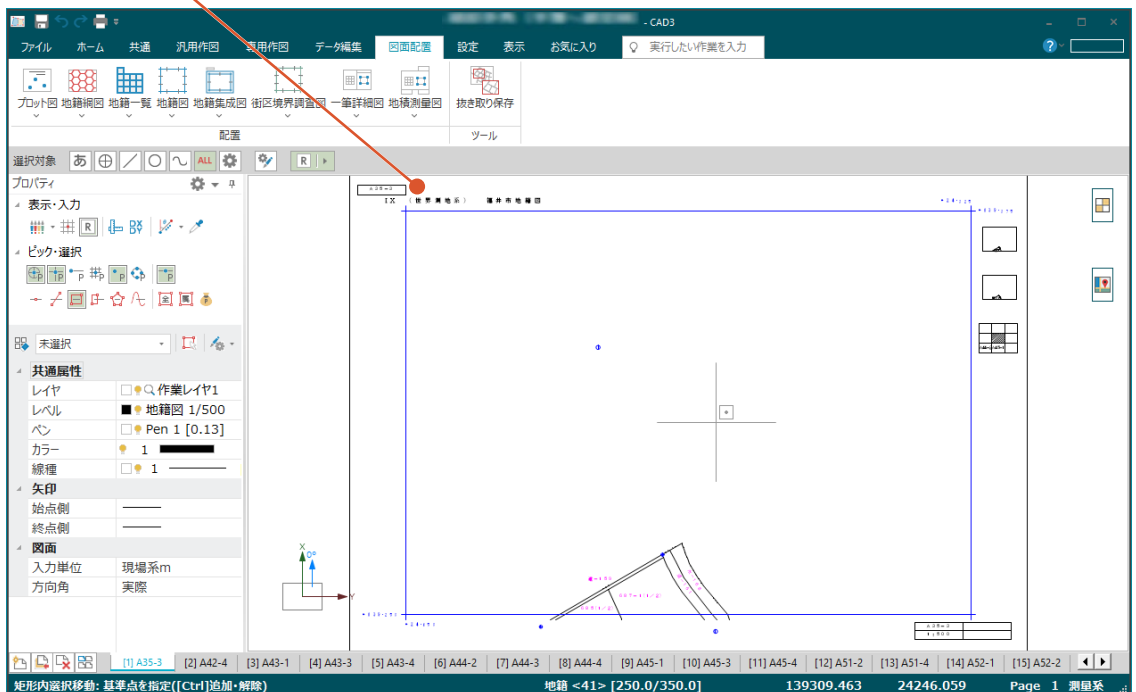 - CAD3
ファイル ホーム 共通 汎用作図 専用作図 データ編集 図面配置 設定 表示 お気に入り 実行したい作業を入力
プロット図 地籍網図 地籍一覧 地籍図 地籍集成図 街区境界調査図 一筆詳細図 地積測量図 抜き取り保存
配置 ツール
選択対象 あ ALL R
プロパティ
表示・入力
R
ピック・選択
未選択
共通属性
レイヤ 作業レイヤ1
レベル 地籍図 1/500
ペン Pen 1 [0.13]
カラー 1
線種 1
矢印
始点側
終点側
図面
入力単位 現場系m
方向角 実際
A35-3
IX (世界測地系) 福井市地籍図
X 0°
Y
A35-3
1:500
[1] A35-3 [2] A42-4 [3] A43-1 [4] A43-3 [5] A43-4 [6] A44-2 [7] A44-3 [8] A44-4 [9] A45-1 [10] A45-3 [11] A45-4 [12] A51-2 [13] A51-4 [14] A52-1 [15] A52-2
矩形内選択移動: 基準点を指定([Ctrl]追加・解除) 地籍 <41> [250.0/350.0] 139309.463 24246.059 Page 1 測量系